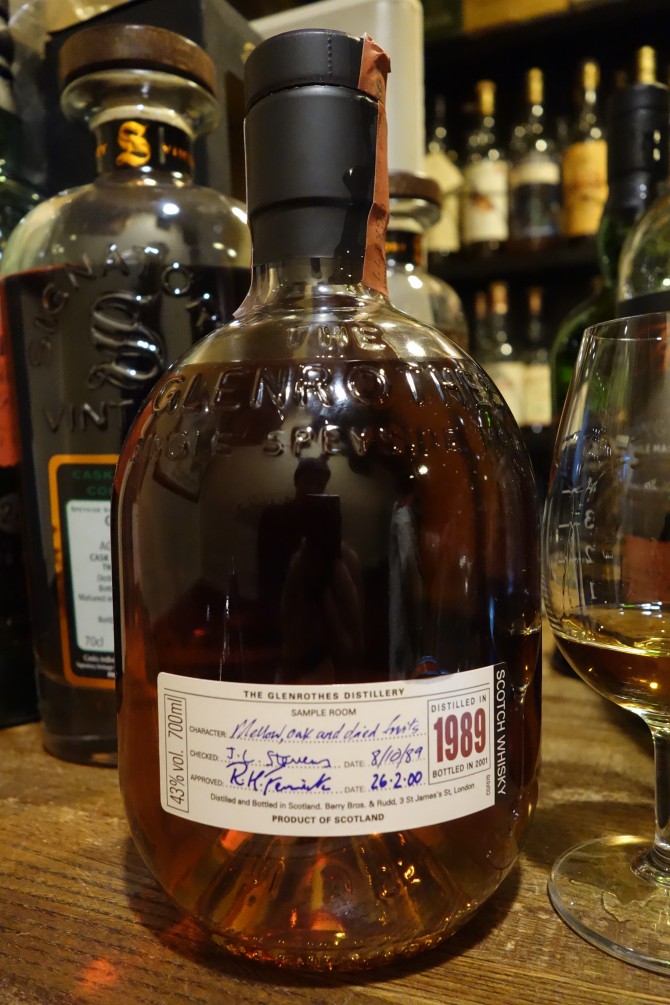 THE
GLENROTHES
SPEYSIDE
SIGNATORY
S
VINT
THE GLENROTHES DISTILLERY
SAMPLE ROOM
CHARACTER: Mellow, oak and dried fruits
CHECKED: J.L. Stevens DATE: 8/10/89
APPROVED: R.H. Fenwick DATE: 26·2·00
Distilled and Bottled in Scotland. Berry Bros. & Rudd, 3 St James's St, London
PRODUCT OF SCOTLAND
43% vol. 700ml
DISTILLED IN
1989
BOTTLED IN 2001
SCOTCH WHISKY
70cl